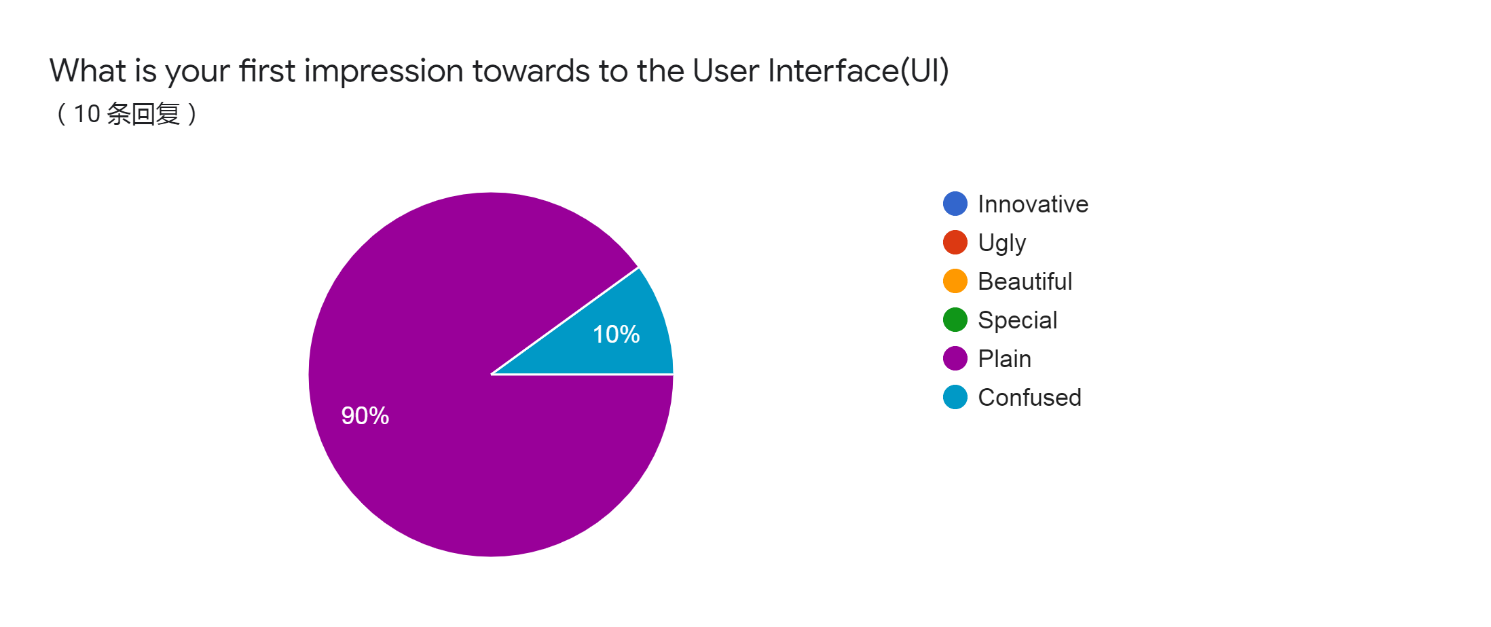 What is your first impression towards to the User Interface(UI)
（10 条回复）
Innovative
Ugly
Beautiful
Special
Plain
Confused
10%
90%